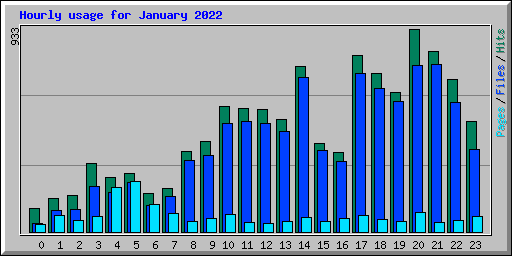 Hourly usage for January 2022
933
Pages/Files/Hits
0 1 2 3 4 5 6 7 8 9 10 11 12 13 14 15 16 17 18 19 20 21 22 23